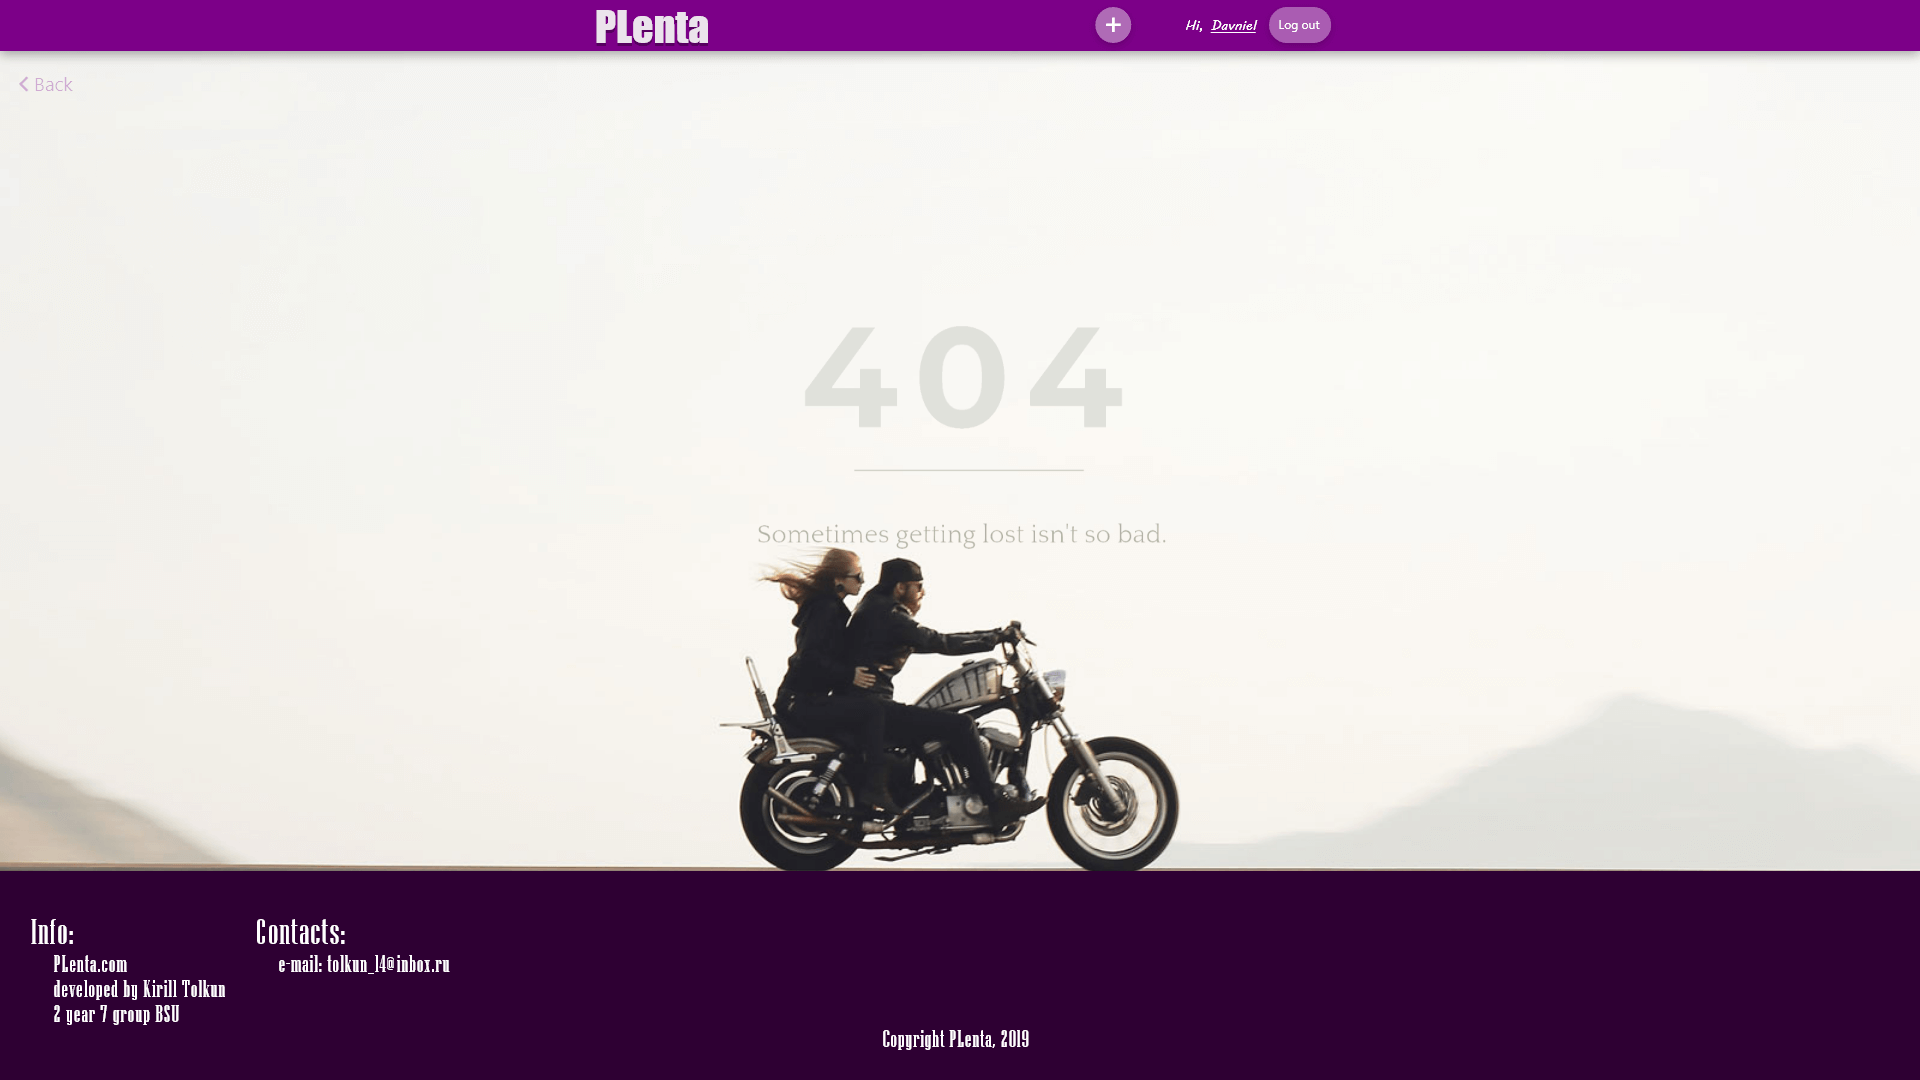 PLenta
+
Hi, Davniel
Log out
Back
404
Sometimes getting lost isn't so bad.
Info:
PLenta.com
developed by Kirill Tolkun
2 year 7 group BSU
Contacts:
e-mail: tolkun_14@inbox.ru
Copyright PLenta, 2019